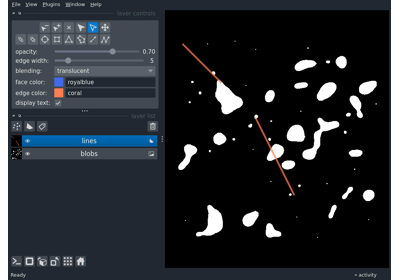 File View Plugins Window Help
layer controls
opacity: 0.70
edge width: 5
blending: translucent
face color: royalblue
edge color: coral
display text:
layer list
lines
blobs
Ready
activity